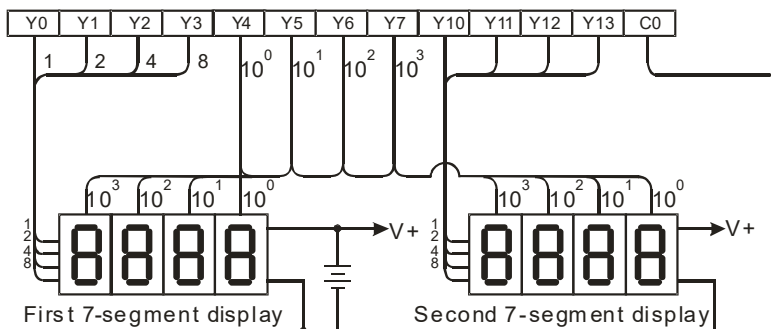 Y0 Y1 Y2 Y3 Y4 Y5 Y6 Y7 Y10 Y11 Y12 Y13 C0
1 2 4 8 10⁰ 10¹ 10² 10³
10³ 10² 10¹ 10⁰ 10³ 10² 10¹ 10⁰
1 V+ 1 V+
2 2
4 4
8 8
First 7-segment display Second 7-segment display